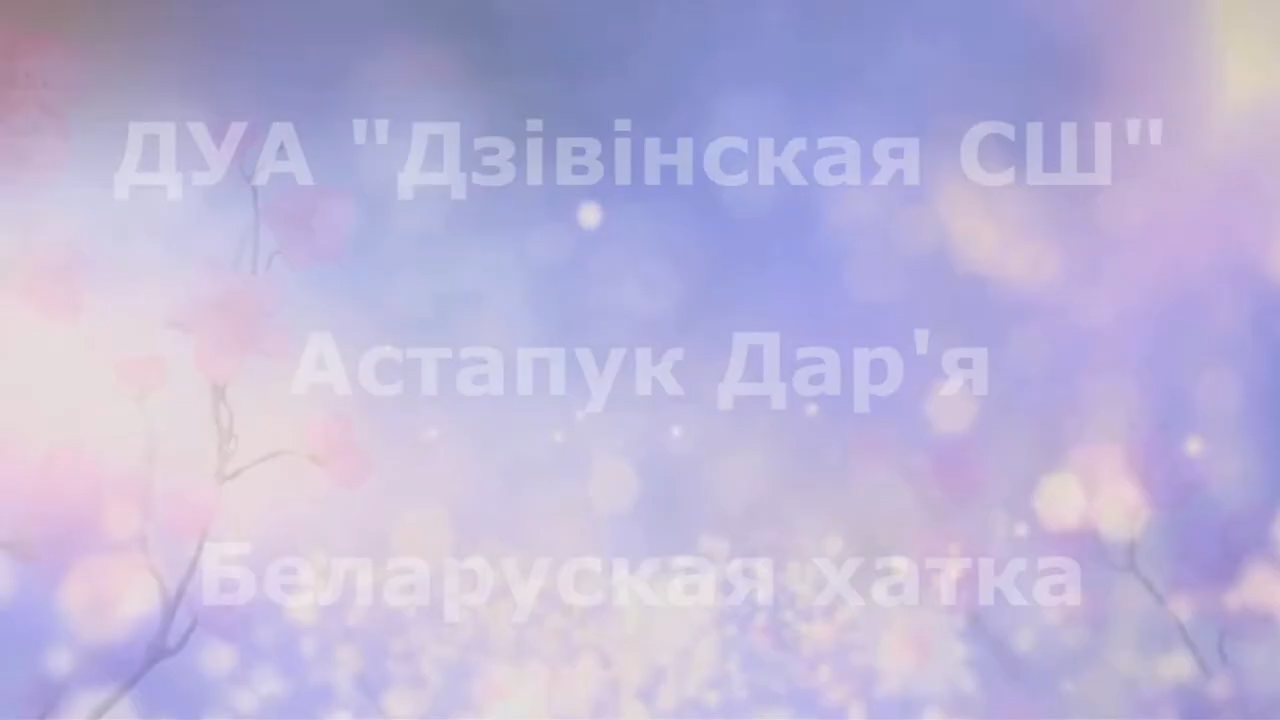 ДУА "Дзівінская СШ"
Астапук Дар'я
Беларуская хатка